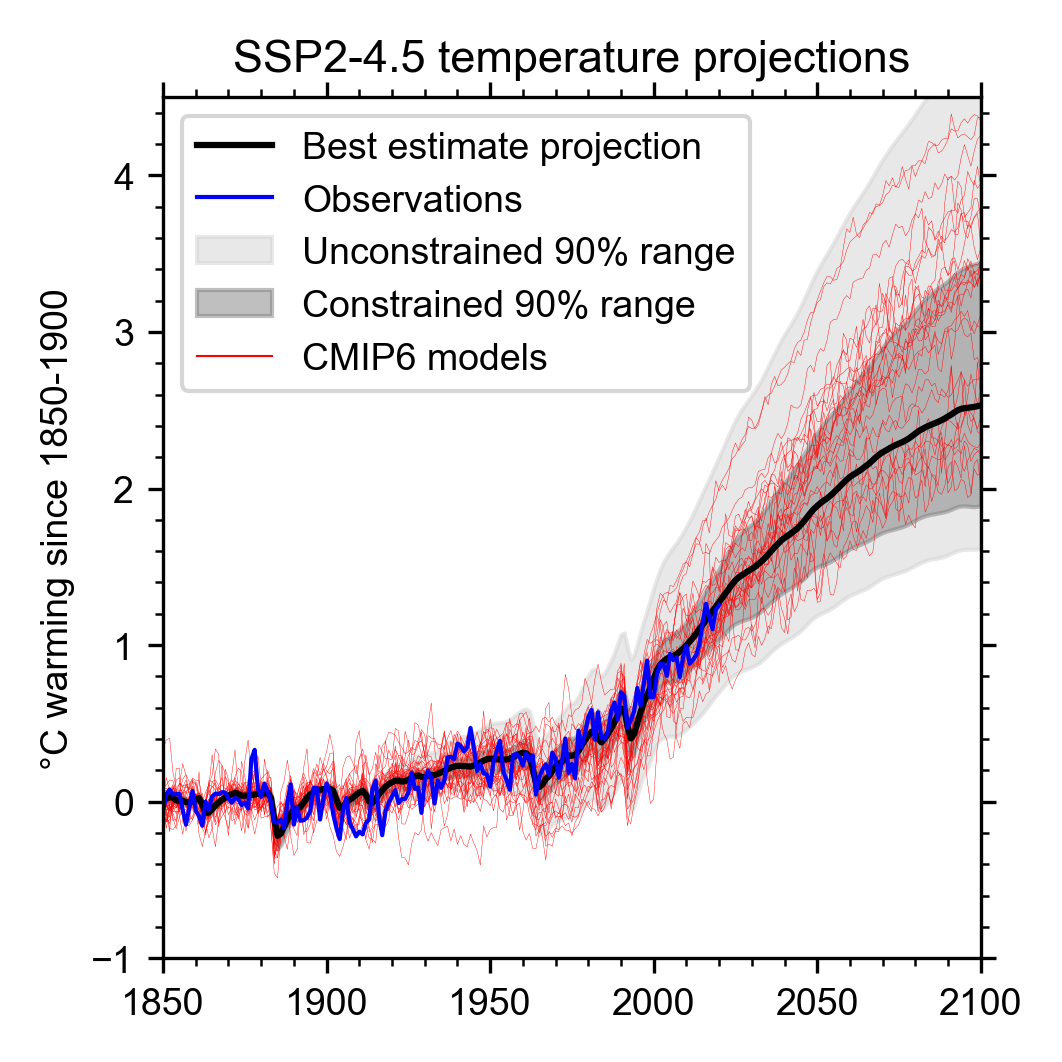 SSP2-4.5 temperature projections
Best estimate projection
Observations
Unconstrained 90% range
Constrained 90% range
CMIP6 models
°C warming since 1850-1900
4
3
2
1
0
−1
1850 1900 1950 2000 2050 2100